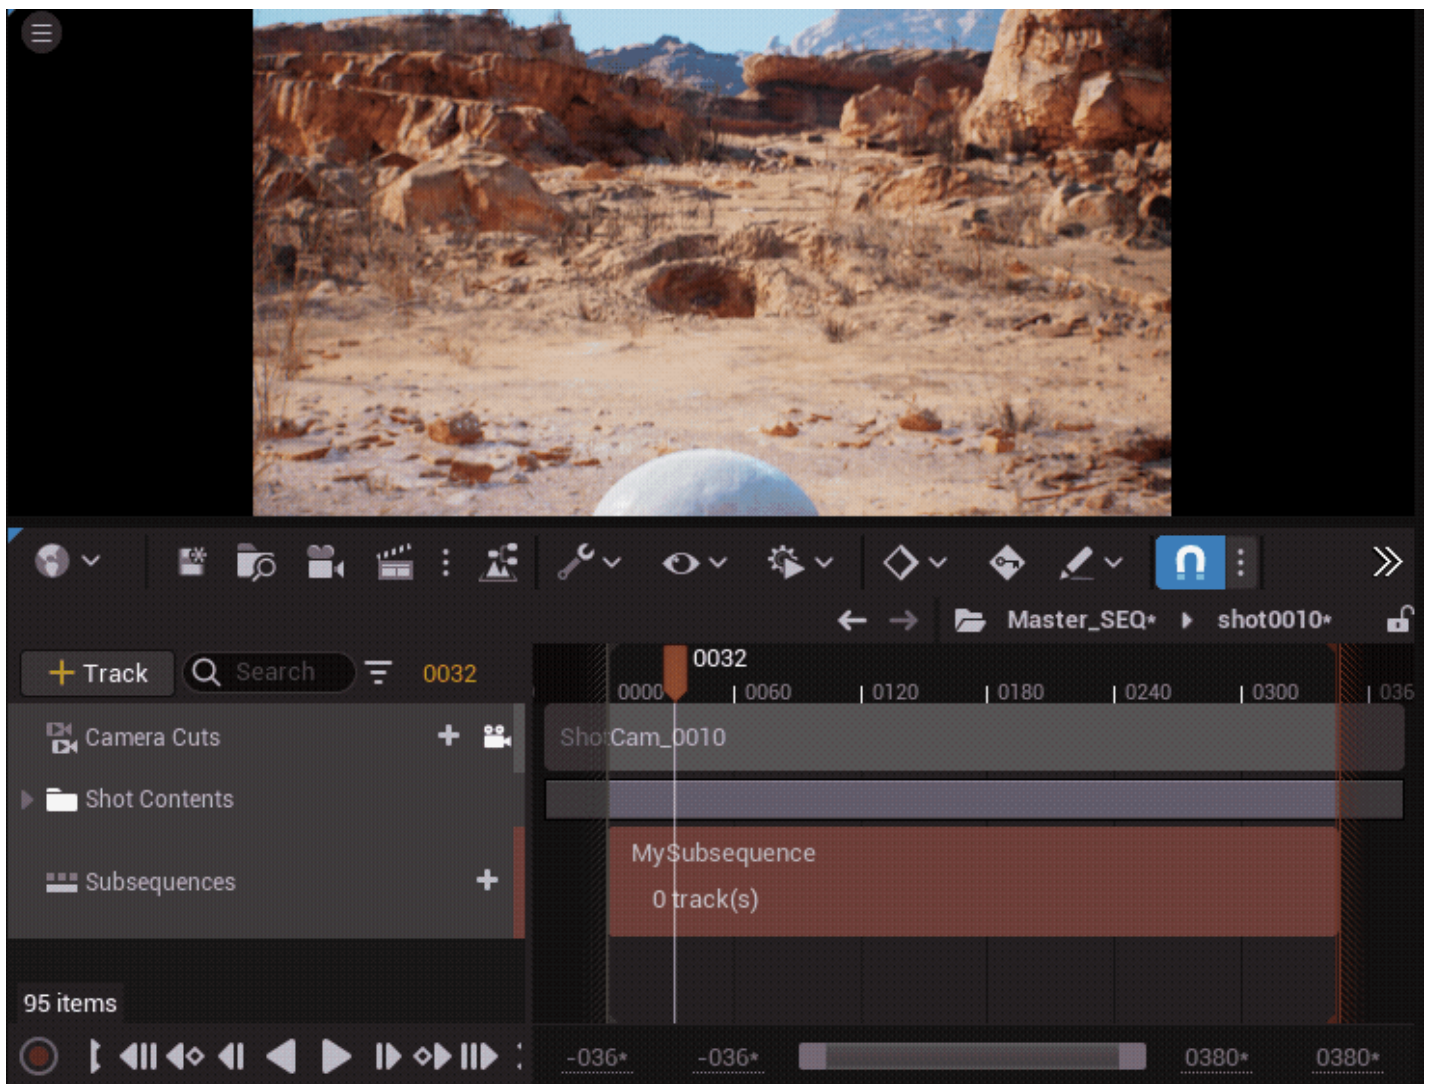 Master_SEQ* shot0010*
+ Track Search 0032
0032
0000 0060 0120 0180 0240 0300 036
Camera Cuts
ShotCam_0010
Shot Contents
MySubsequence
0 track(s)
Subsequences
95 items
-036* -036* 0380* 0380*